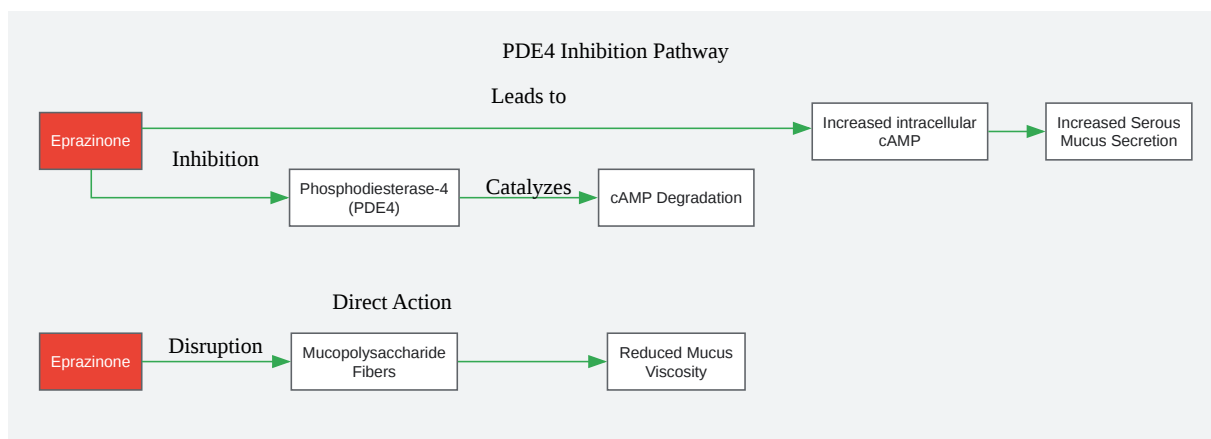 PDE4 Inhibition Pathway
Leads to
Eprazinone
Increased intracellular
cAMP
Increased Serous
Mucus Secretion
Inhibition
Phosphodiesterase-4
(PDE4)
Catalyzes
cAMP Degradation
Direct Action
Eprazinone
Disruption
Mucopolysaccharide
Fibers
Reduced Mucus
Viscosity